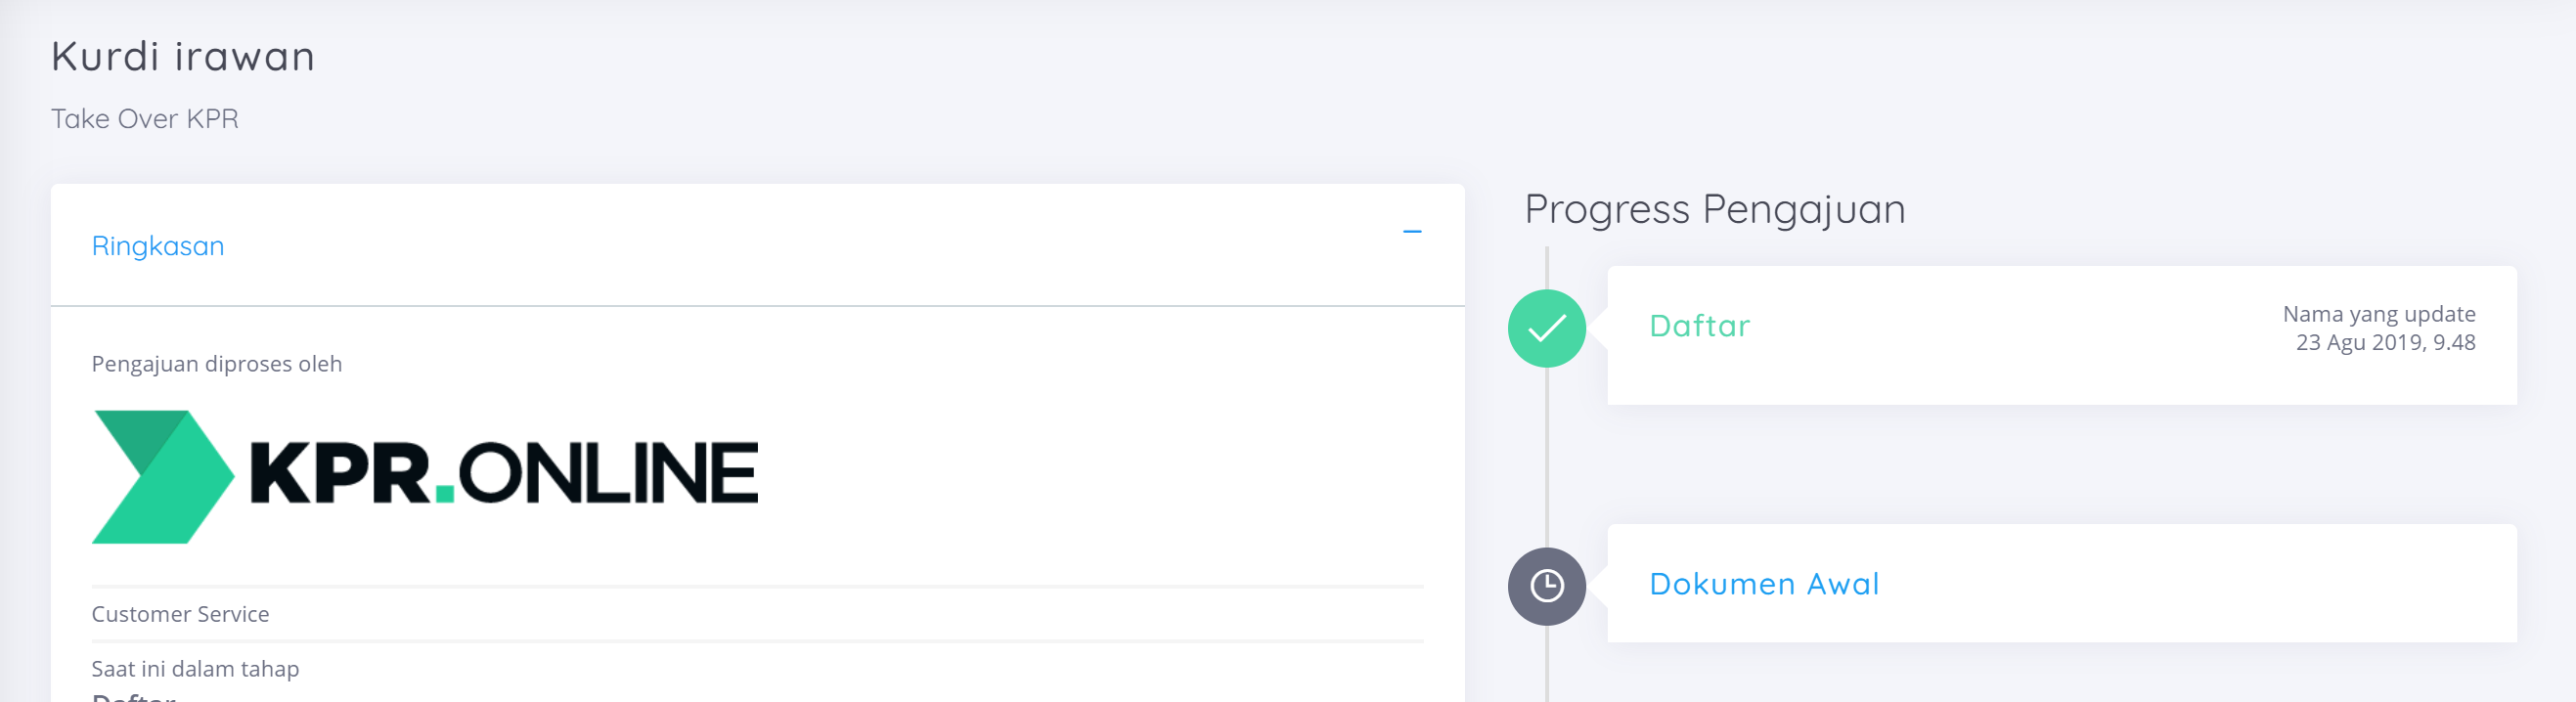 Kurdi irawan
Take Over KPR
Ringkasan
Pengajuan diproses oleh
KPR.ONLINE
Customer Service
Saat ini dalam tahap
Daftar
Progress Pengajuan
Daftar
Nama yang update
23 Agu 2019, 9.48
Dokumen Awal